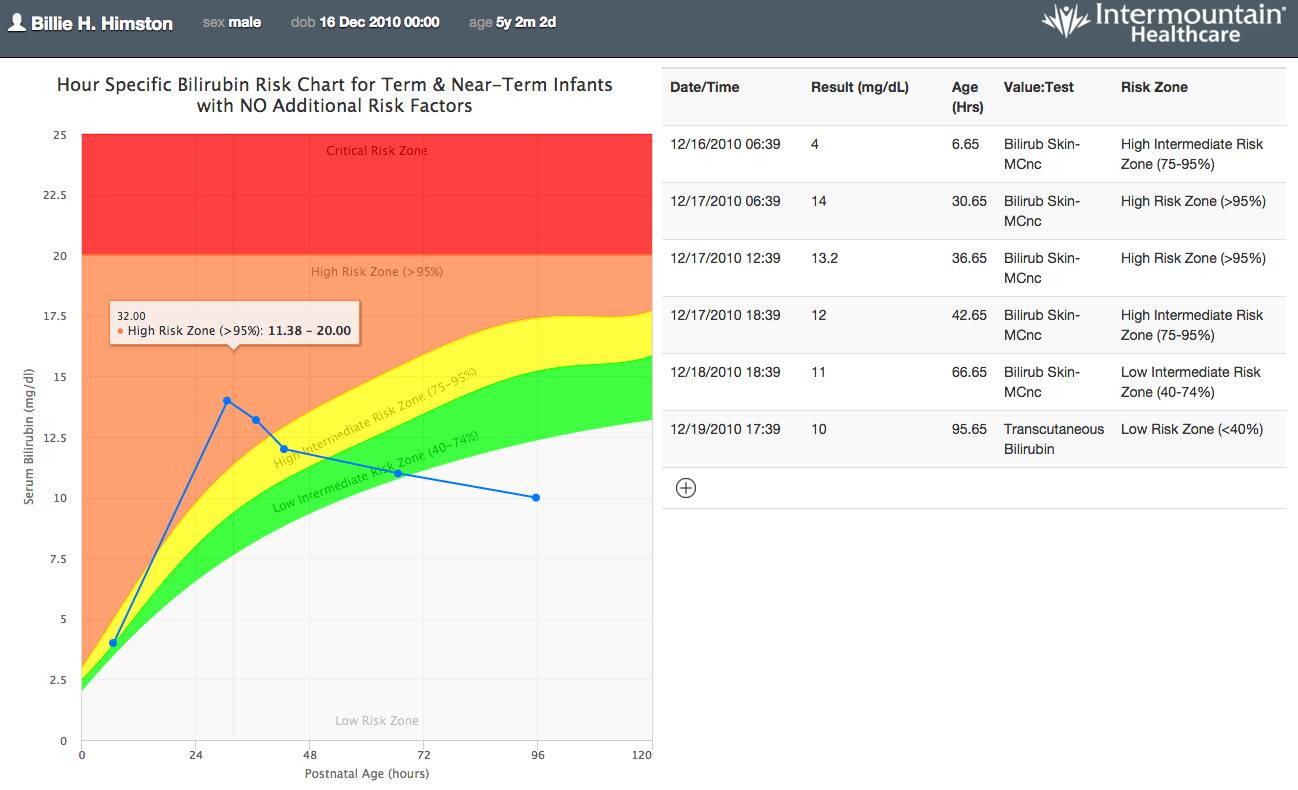 Billie H. Himston sex male dob 16 Dec 2010 00:00 age 5y 2m 2d
Intermountain®
Healthcare
Hour Specific Bilirubin Risk Chart for Term & Near-Term Infants
with NO Additional Risk Factors
Serum Bilirubin (mg/dl)
25
22.5
20
17.5
15
12.5
10
7.5
5
2.5
0
Critical Risk Zone
High Risk Zone (>95%)
32.00
● High Risk Zone (>95%): 11.38 - 20.00
High Intermediate Risk Zone (75-95%)
Low Intermediate Risk Zone (40-74%)
Low Risk Zone
0 24 48 72 96 120
Postnatal Age (hours)
Date/Time Result (mg/dL) Age Value:Test Risk Zone
(Hrs)
12/16/2010 06:39 4 6.65 Bilirub Skin- High Intermediate Risk
MCnc Zone (75-95%)
12/17/2010 06:39 14 30.65 Bilirub Skin- High Risk Zone (>95%)
MCnc
12/17/2010 12:39 13.2 36.65 Bilirub Skin- High Risk Zone (>95%)
MCnc
12/17/2010 18:39 12 42.65 Bilirub Skin- High Intermediate Risk
MCnc Zone (75-95%)
12/18/2010 18:39 11 66.65 Bilirub Skin- Low Intermediate Risk
MCnc Zone (40-74%)
12/19/2010 17:39 10 95.65 Transcutaneous Low Risk Zone (<40%)
Bilirubin